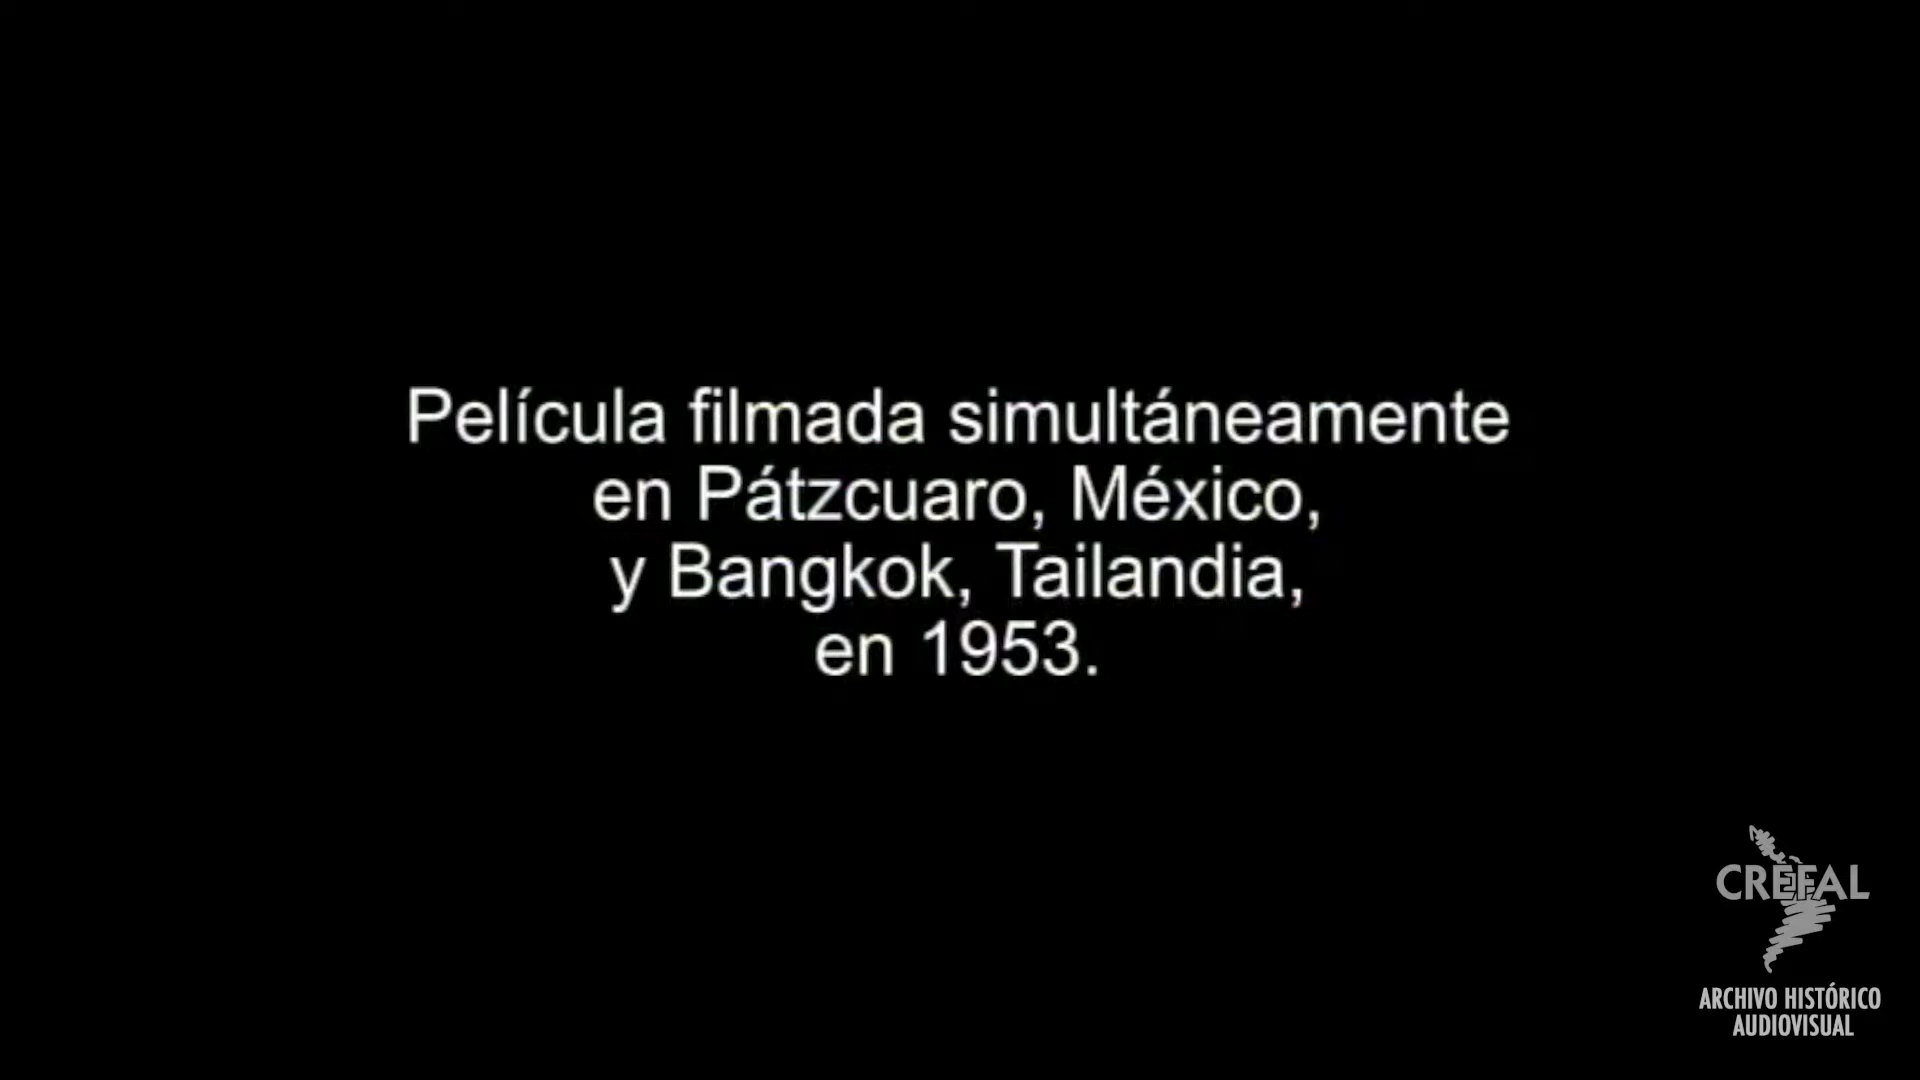 Película filmada simultáneamente
en Pátzcuaro, México,
y Bangkok, Tailandia,
en 1953.
CREFAL
ARCHIVO HISTÓRICO
AUDIOVISUAL